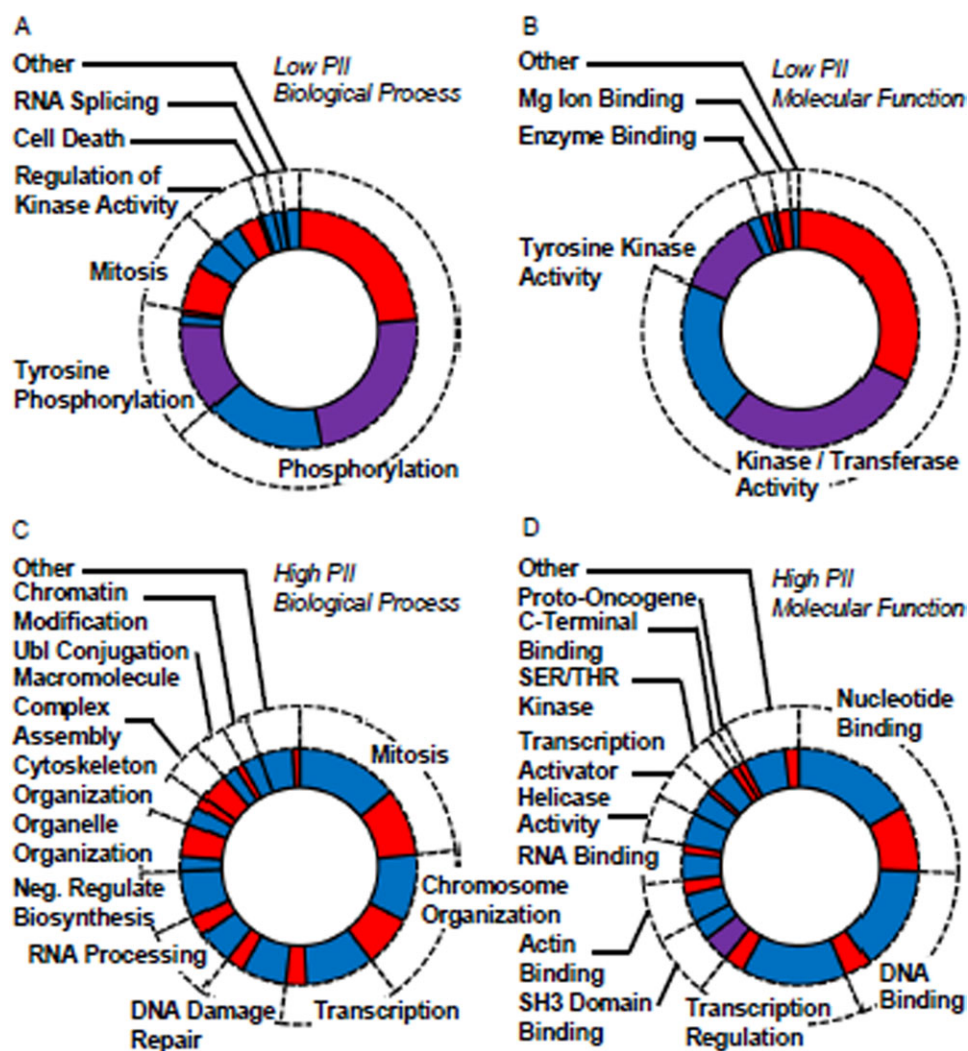 A
Low PII
Biological Process
Other
RNA Splicing
Cell Death
Regulation of
Kinase Activity
Mitosis
Tyrosine
Phosphorylation
Phosphorylation
B
Low PII
Molecular Function
Other
Mg Ion Binding
Enzyme Binding
Tyrosine Kinase
Activity
Kinase / Transferase
Activity
C
High PII
Biological Process
Other
Chromatin
Modification
Ubl Conjugation
Macromolecule
Complex
Assembly
Cytoskeleton
Organization
Organelle
Organization
Neg. Regulate
Biosynthesis
RNA Processing
DNA Damage
Repair
Transcription
Chromosome
Organization
Mitosis
D
High PII
Molecular Function
Other
Proto-Oncogene
C-Terminal
Binding
SER/THR
Kinase
Transcription
Activator
Helicase
Activity
RNA Binding
Actin
Binding
SH3 Domain
Binding
Transcription
Regulation
DNA
Binding
Nucleotide
Binding